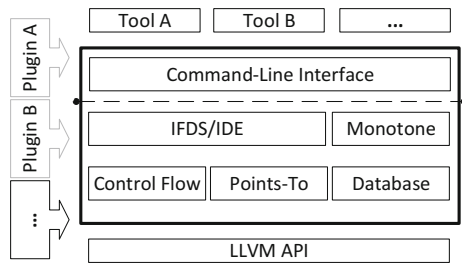 Tool A Tool B ...
Plugin A
Command-Line Interface
Plugin B
IFDS/IDE Monotone
...
Control Flow Points-To Database
LLVM API